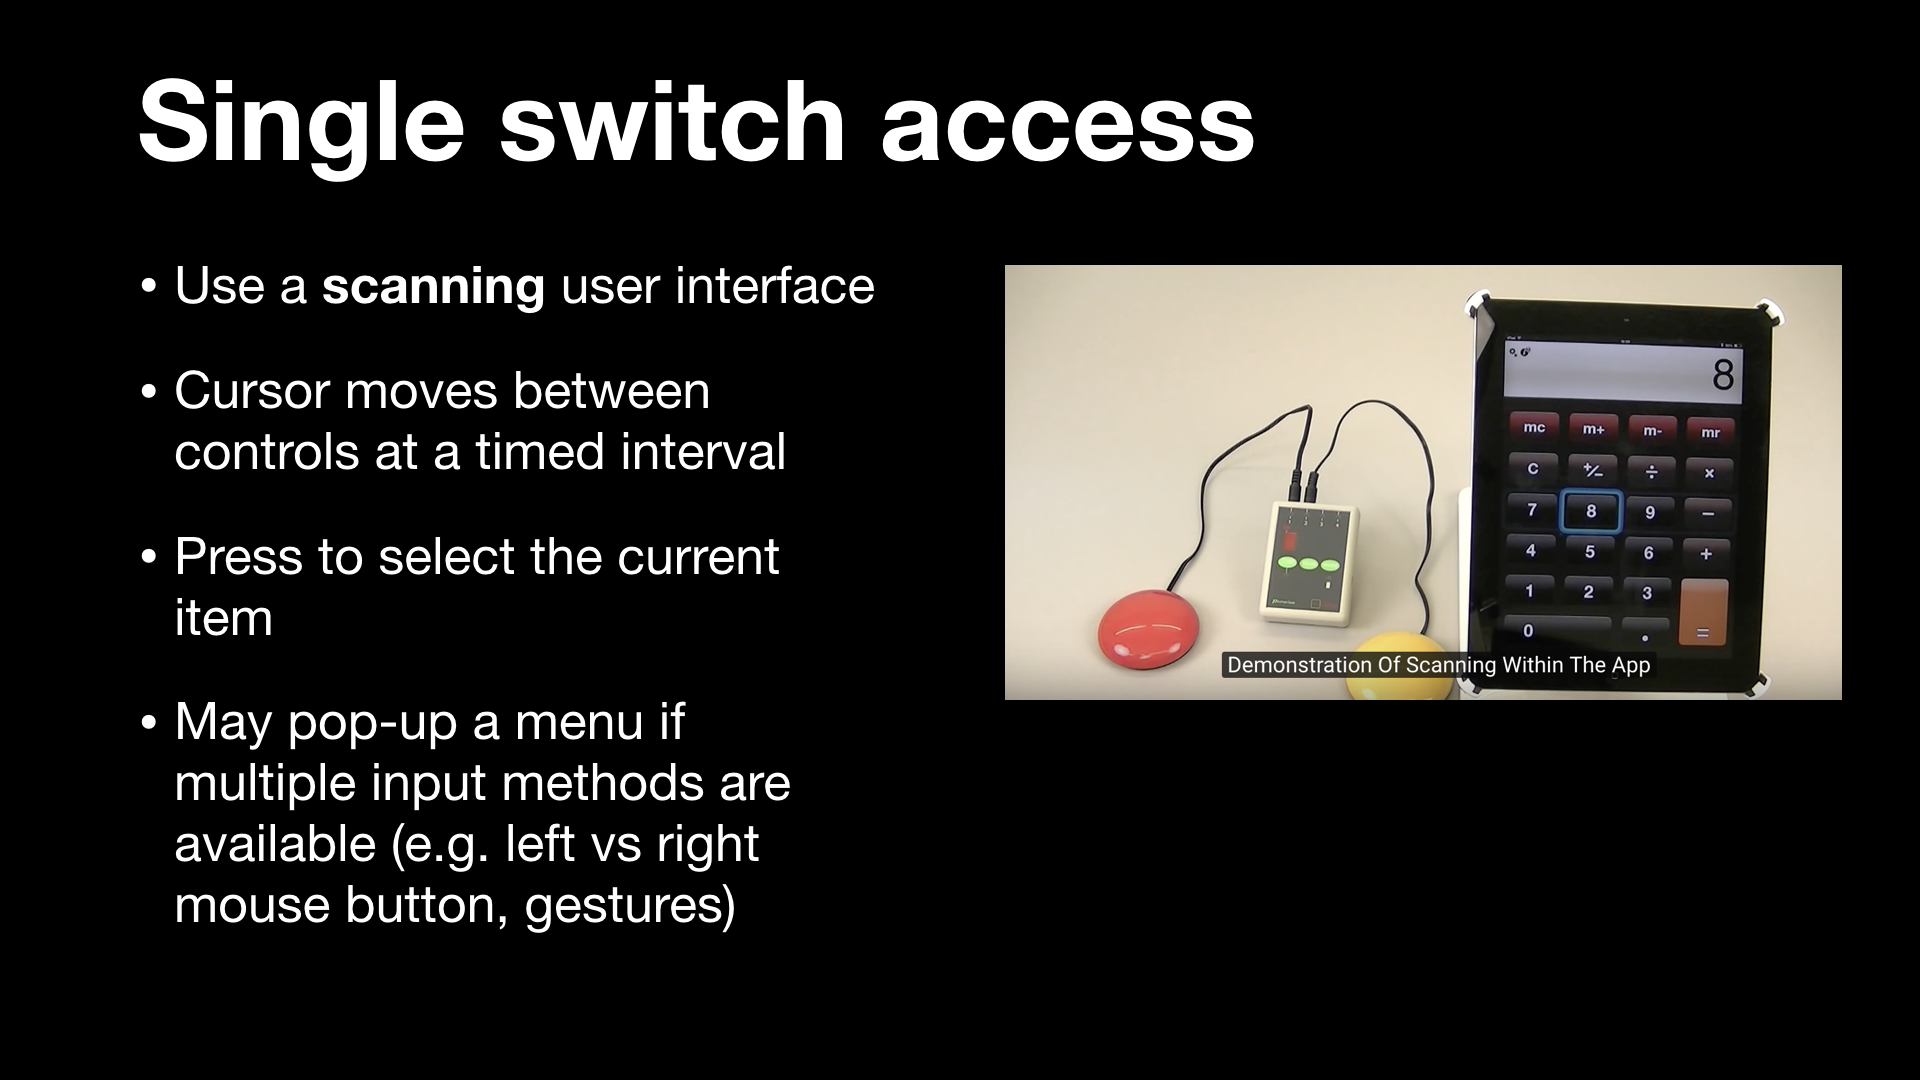 Single switch access
• Use a scanning user interface
• Cursor moves between
controls at a timed interval
• Press to select the current
item
• May pop-up a menu if
multiple input methods are
available (e.g. left vs right
mouse button, gestures)
8
mc m+ m- mr
C +/− ÷ ×
7 8 9 −
4 5 6 +
1 2 3
0 . =
Demonstration Of Scanning Within The App